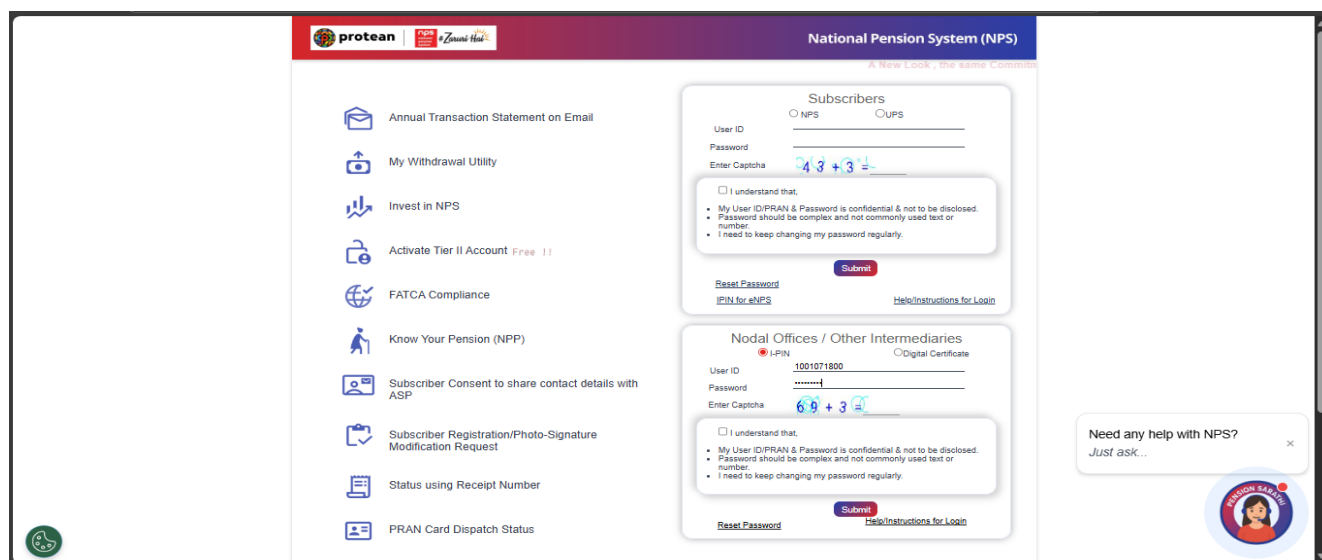 protean
nps
e Zaruri Hai
National Pension System (NPS)
A New Look , the same Commitm
Annual Transaction Statement on Email
My Withdrawal Utility
Invest in NPS
Activate Tier II Account Free !!
FATCA Compliance
Know Your Pension (NPP)
Subscriber Consent to share contact details with
ASP
Subscriber Registration/Photo-Signature
Modification Request
Status using Receipt Number
PRAN Card Dispatch Status
Subscribers
NPS UPS
User ID
Password
Enter Captcha 43 + 3 =
I understand that,
• My User ID/PRAN & Password is confidential & not to be disclosed.
• Password should be complex and not commonly used text or
number.
• I need to keep changing my password regularly.
Submit
Reset Password
IPIN for eNPS Help/Instructions for Login
Nodal Offices / Other Intermediaries
I-PIN Digital Certificate
User ID 1001071800
Password ••••••••
Enter Captcha 69 + 3 =
I understand that,
• My User ID/PRAN & Password is confidential & not to be disclosed.
• Password should be complex and not commonly used text or
number.
• I need to keep changing my password regularly.
Submit
Reset Password Help/Instructions for Login
Need any help with NPS? ×
Just ask...
PENSION SARATHI